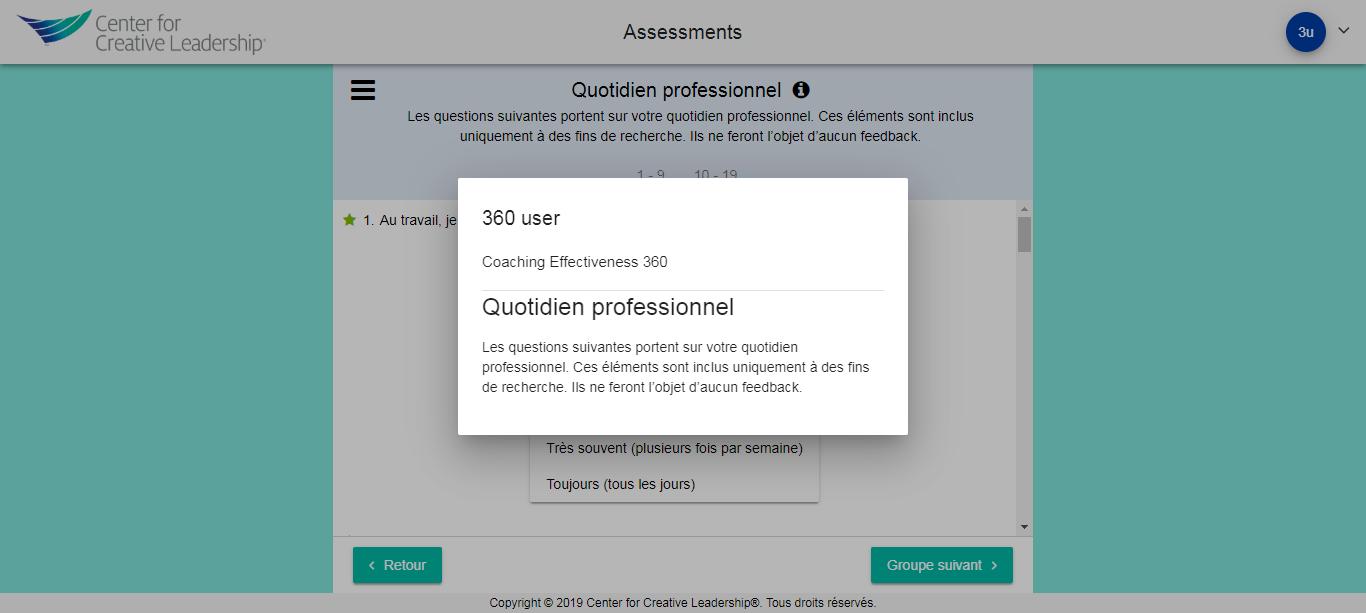 Center for
Creative Leadership®
Assessments
3u
Quotidien professionnel
Les questions suivantes portent sur votre quotidien professionnel. Ces éléments sont inclus
uniquement à des fins de recherche. Ils ne feront l’objet d’aucun feedback.
1 - 9 10 - 19
1. Au travail, je
360 user
Coaching Effectiveness 360
Quotidien professionnel
Les questions suivantes portent sur votre quotidien
professionnel. Ces éléments sont inclus uniquement à des fins
de recherche. Ils ne feront l’objet d’aucun feedback.
Très souvent (plusieurs fois par semaine)
Toujours (tous les jours)
Retour
Groupe suivant
Copyright © 2019 Center for Creative Leadership®. Tous droits réservés.